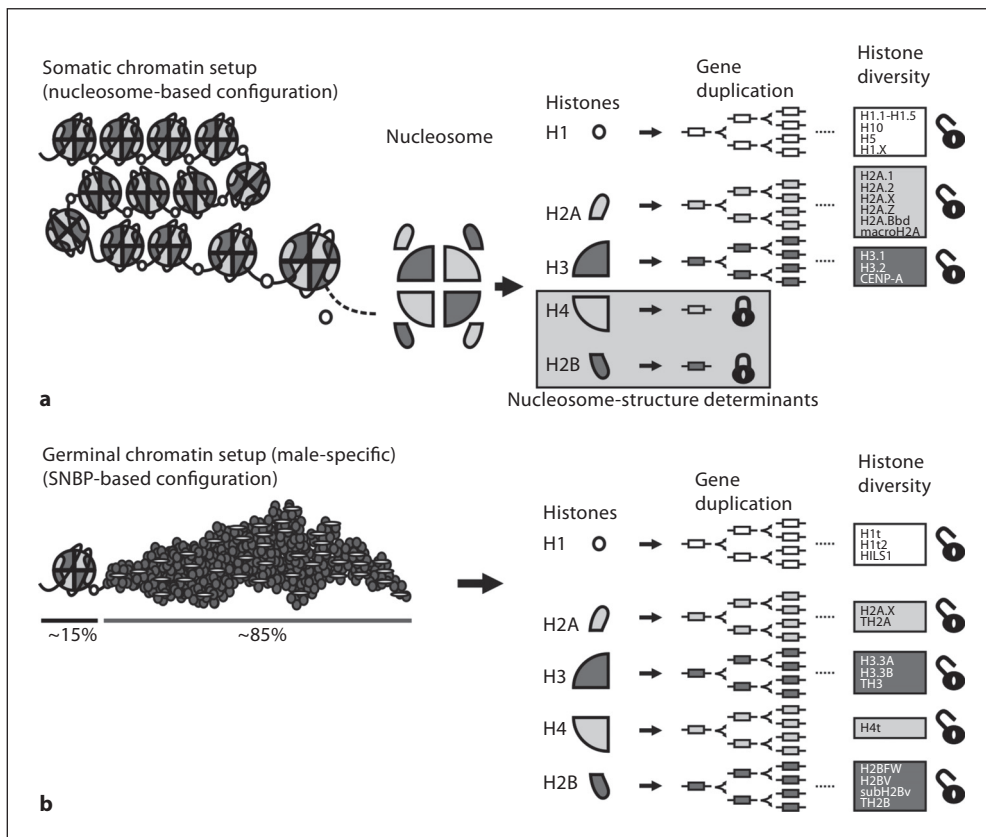 Somatic chromatin setup
(nucleosome-based configuration)
Nucleosome
Histones
Gene
duplication
Histone
diversity
H1
H1.1-H1.5
H10
H5
H1.X
H2A
H2A.1
H2A.2
H2A.X
H2A.Z
H2A.Bbd
macroH2A
H3
H3.1
H3.2
CENP-A
H4
H2B
Nucleosome-structure determinants
a
Germinal chromatin setup (male-specific)
(SNBP-based configuration)
~15%
~85%
Histones
Gene
duplication
Histone
diversity
H1
H1t
H1t2
HILS1
H2A
H2A.X
TH2A
H3
H3.3A
H3.3B
TH3
H4
H4t
H2B
H2BFW
H2BV
subH2Bv
TH2B
b